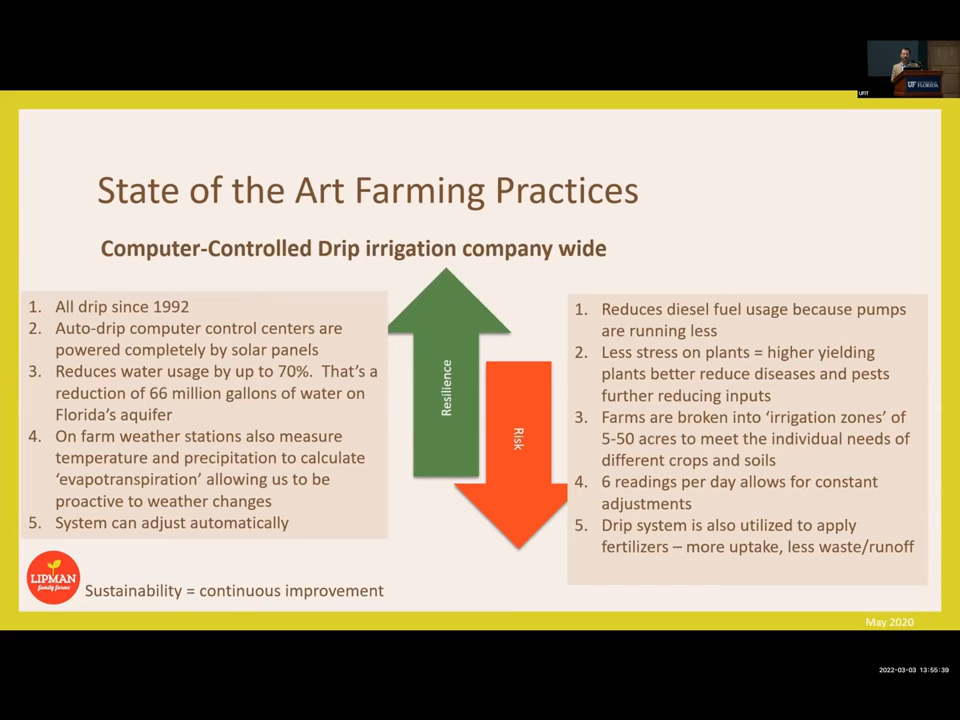 UF FLORIDA
UFIT
State of the Art Farming Practices
Computer-Controlled Drip irrigation company wide
1. All drip since 1992
2. Auto-drip computer control centers are
powered completely by solar panels
3. Reduces water usage by up to 70%. That's a
reduction of 66 million gallons of water on
Florida's aquifer
4. On farm weather stations also measure
temperature and precipitation to calculate
'evapotranspiration' allowing us to be
proactive to weather changes
5. System can adjust automatically
Resilience
Risk
1. Reduces diesel fuel usage because pumps
are running less
2. Less stress on plants = higher yielding
plants better reduce diseases and pests
further reducing inputs
3. Farms are broken into 'irrigation zones' of
5-50 acres to meet the individual needs of
different crops and soils
4. 6 readings per day allows for constant
adjustments
5. Drip system is also utilized to apply
fertilizers – more uptake, less waste/runoff
LIPMAN
family farms
Sustainability = continuous improvement
May 2020
2022-03-03 13:55:39